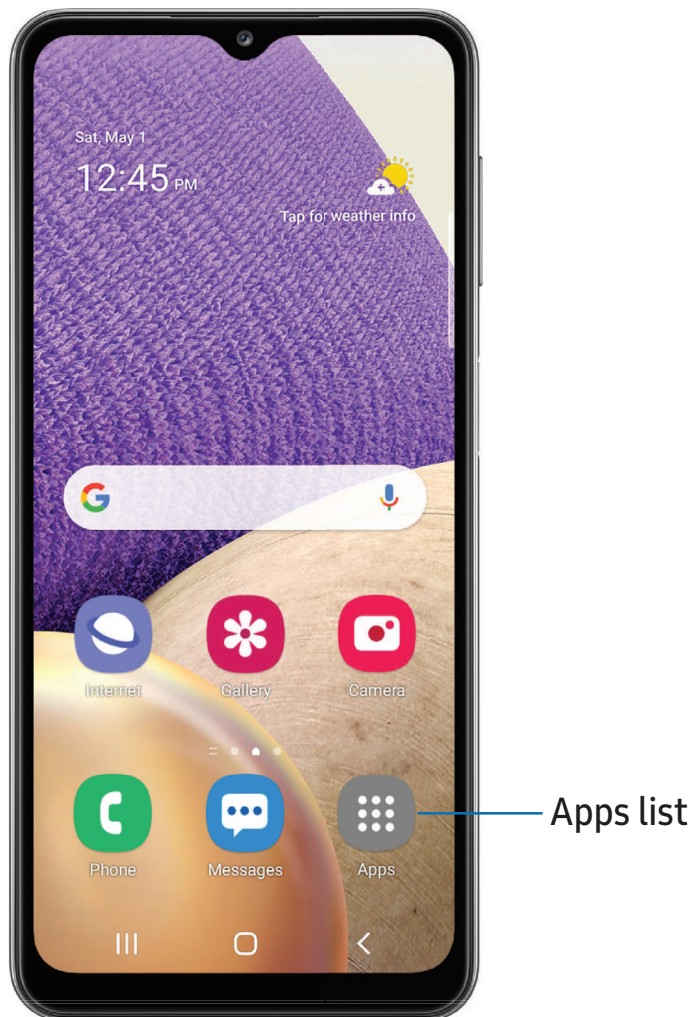 Sat, May 1
12:45 PM
Tap for weather info
G
Internet
Gallery
Camera
Phone
Messages
Apps
Apps list